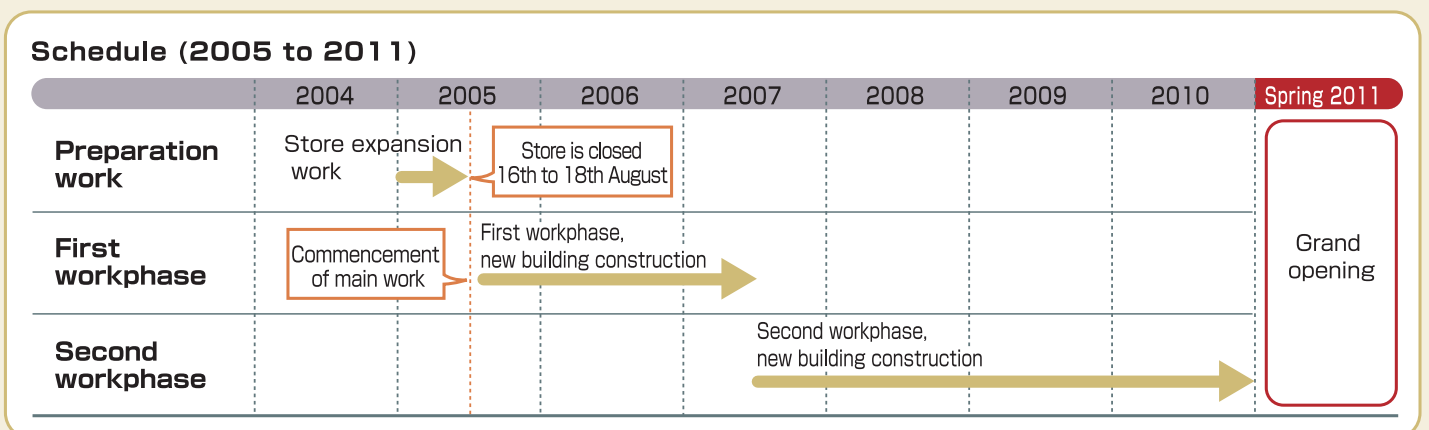 Schedule (2005 to 2011)
2004 2005 2006 2007 2008 2009 2010 Spring 2011
Preparation
work
Store expansion
work
Store is closed
16th to 18th August
First
workphase
Commencement
of main work
First workphase,
new building construction
Second
workphase
Second workphase,
new building construction
Grand
opening